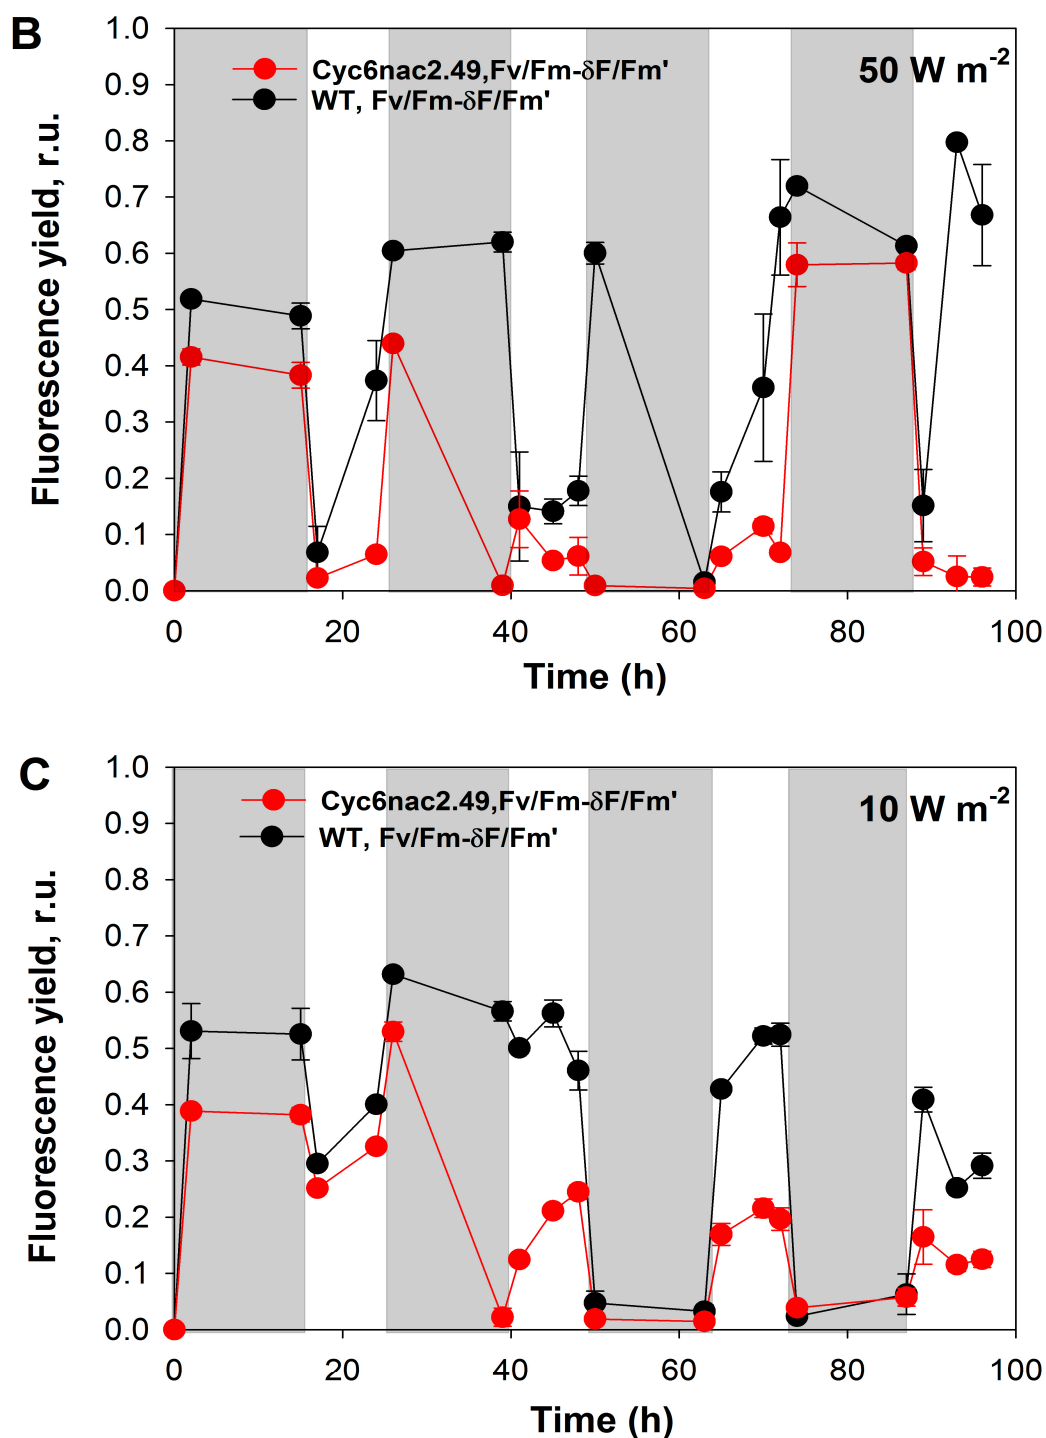 B
Cyc6nac2.49,Fv/Fm-δF/Fm'
WT, Fv/Fm-δF/Fm'
50 W m-2
Fluorescence yield, r.u.
1.0
0.9
0.8
0.7
0.6
0.5
0.4
0.3
0.2
0.1
0.0
0 20 40 60 80 100
Time (h)
C
Cyc6nac2.49,Fv/Fm-δF/Fm'
WT, Fv/Fm-δF/Fm'
10 W m-2
Fluorescence yield, r.u.
1.0
0.9
0.8
0.7
0.6
0.5
0.4
0.3
0.2
0.1
0.0
0 20 40 60 80 100
Time (h)